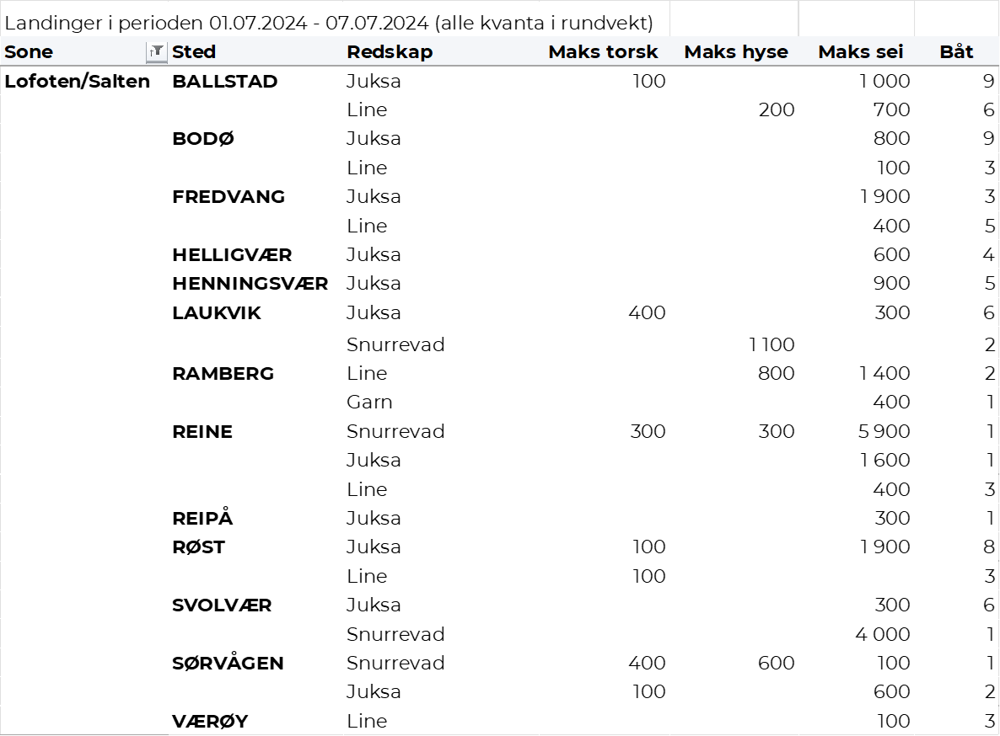 Landinger i perioden 01.07.2024 - 07.07.2024 (alle kvanta i rundvekt)
Sone Sted Redskap Maks torsk Maks hyse Maks sei Båt
Lofoten/Salten BALLSTAD Juksa 100 1 000 9
Line 200 700 6
BODØ Juksa 800 9
Line 100 3
FREDVANG Juksa 1 900 3
Line 400 5
HELLIGVÆR Juksa 600 4
HENNINGSVÆR Juksa 900 5
LAUKVIK Juksa 400 300 6
Snurrevad 1 100 2
RAMBERG Line 800 1 400 2
Garn 400 1
REINE Snurrevad 300 300 5 900 1
Juksa 1 600 1
Line 400 3
REIPÅ Juksa 300 1
RØST Juksa 100 1 900 8
Line 100 3
SVOLVÆR Juksa 300 6
Snurrevad 4 000 1
SØRVÅGEN Snurrevad 400 600 100 1
Juksa 100 600 2
VÆRØY Line 100 3